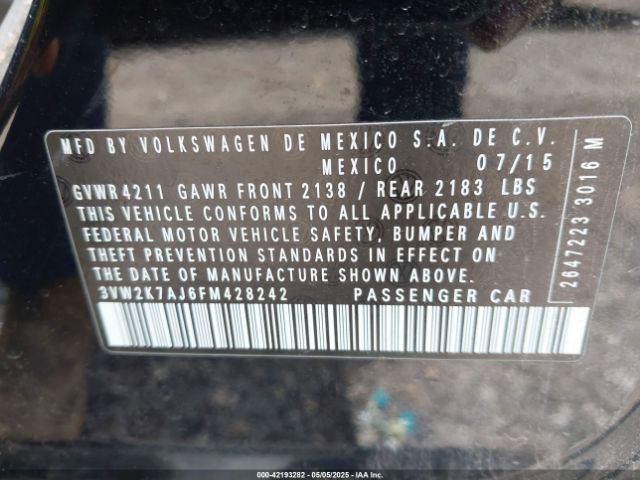 MFD BY VOLKSWAGEN DE MEXICO S.A. DE C.V.
MEXICO 07/15
GVWR 4211 GAWR FRONT 2138 / REAR 2183 LBS
THIS VEHICLE CONFORMS TO ALL APPLICABLE U.S.
FEDERAL MOTOR VEHICLE SAFETY, BUMPER AND
THEFT PREVENTION STANDARDS IN EFFECT ON
THE DATE OF MANUFACTURE SHOWN ABOVE.
3VW2K7AJ6FM428242 PASSENGER CAR
2647223 3016 M
000-42193282 - 05/05/2025 - IAAI.COM